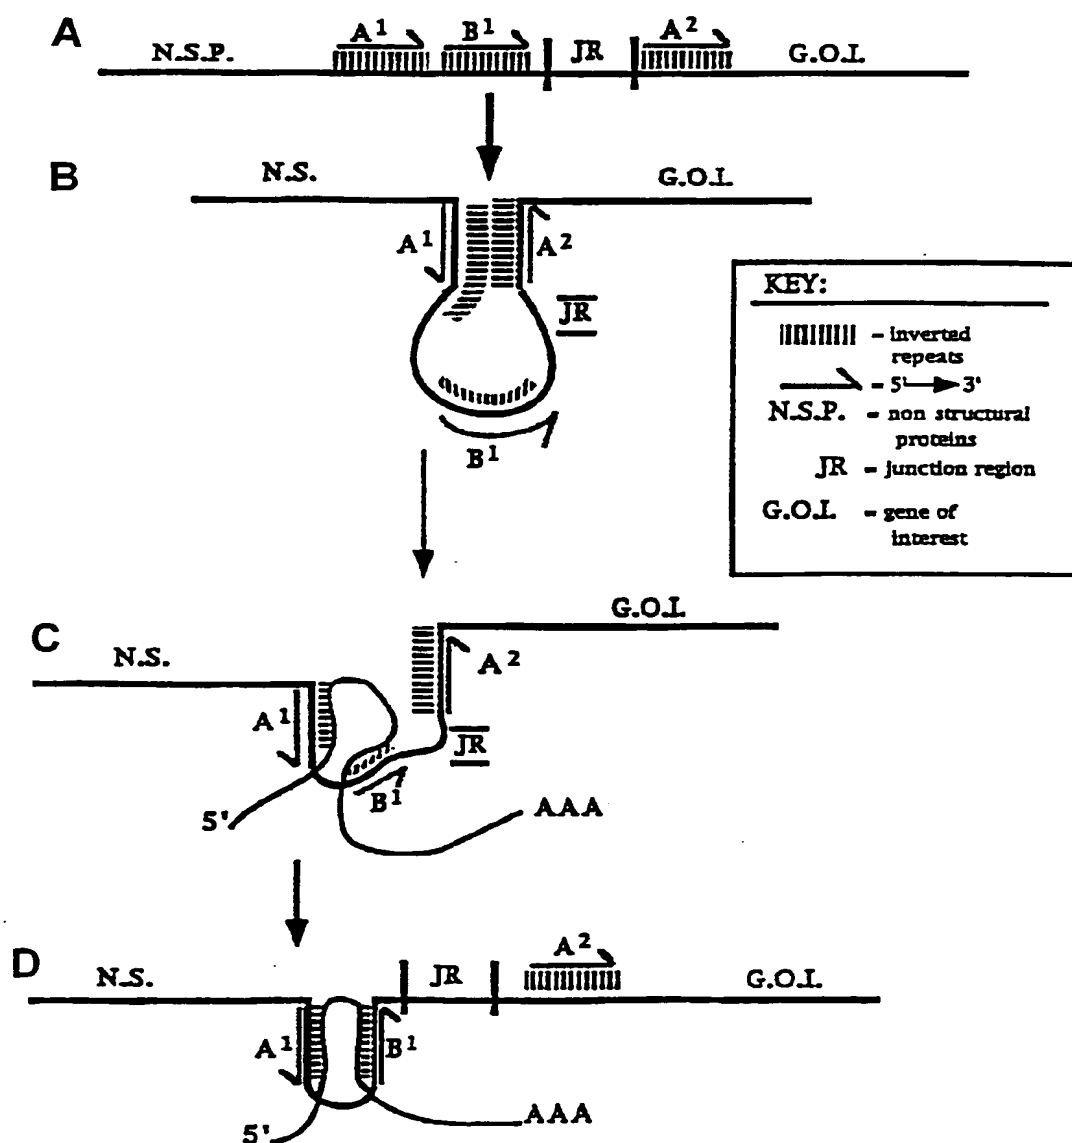 A
N.S.P.
A1
B1
JR
A2
G.O.I.
B
N.S.
G.O.I.
A1
A2
JR
B1
KEY:
- inverted
repeats
= 5' 3'
N.S.P. = non structural
proteins
JR = junction region
G.O.I. = gene of
interest
C
G.O.I.
N.S.
A2
A1
JR
B1
5'
AAA
D
N.S.
JR
A2
G.O.I.
A1
B1
5'
AAA